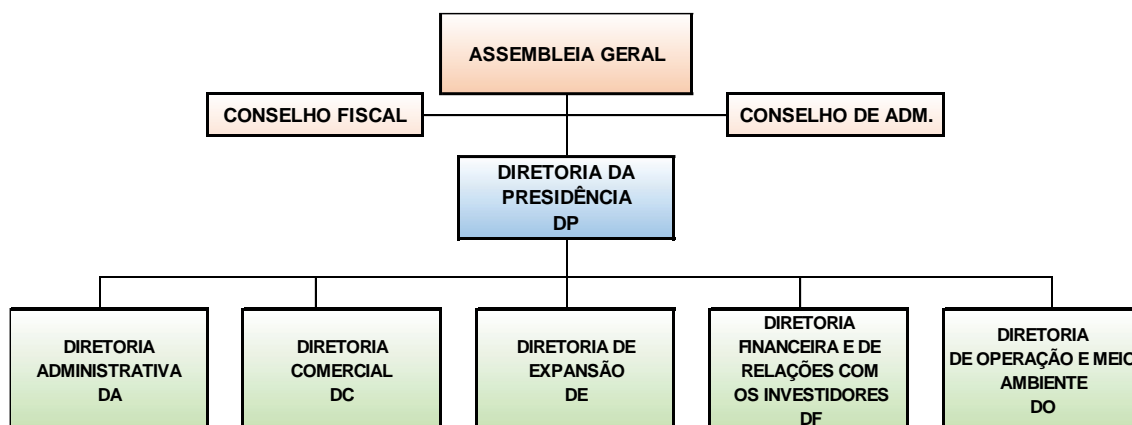 ASSEMBLEIA GERAL
CONSELHO FISCAL
CONSELHO DE ADM.
DIRETORIA DA
PRESIDÊNCIA
DP
DIRETORIA
ADMINISTRATIVA
DA
DIRETORIA
COMERCIAL
DC
DIRETORIA DE
EXPANSÃO
DE
DIRETORIA
FINANCEIRA E DE
RELAÇÕES COM
OS INVESTIDORES
DF
DIRETORIA
DE OPERAÇÃO E MEIO
AMBIENTE
DO